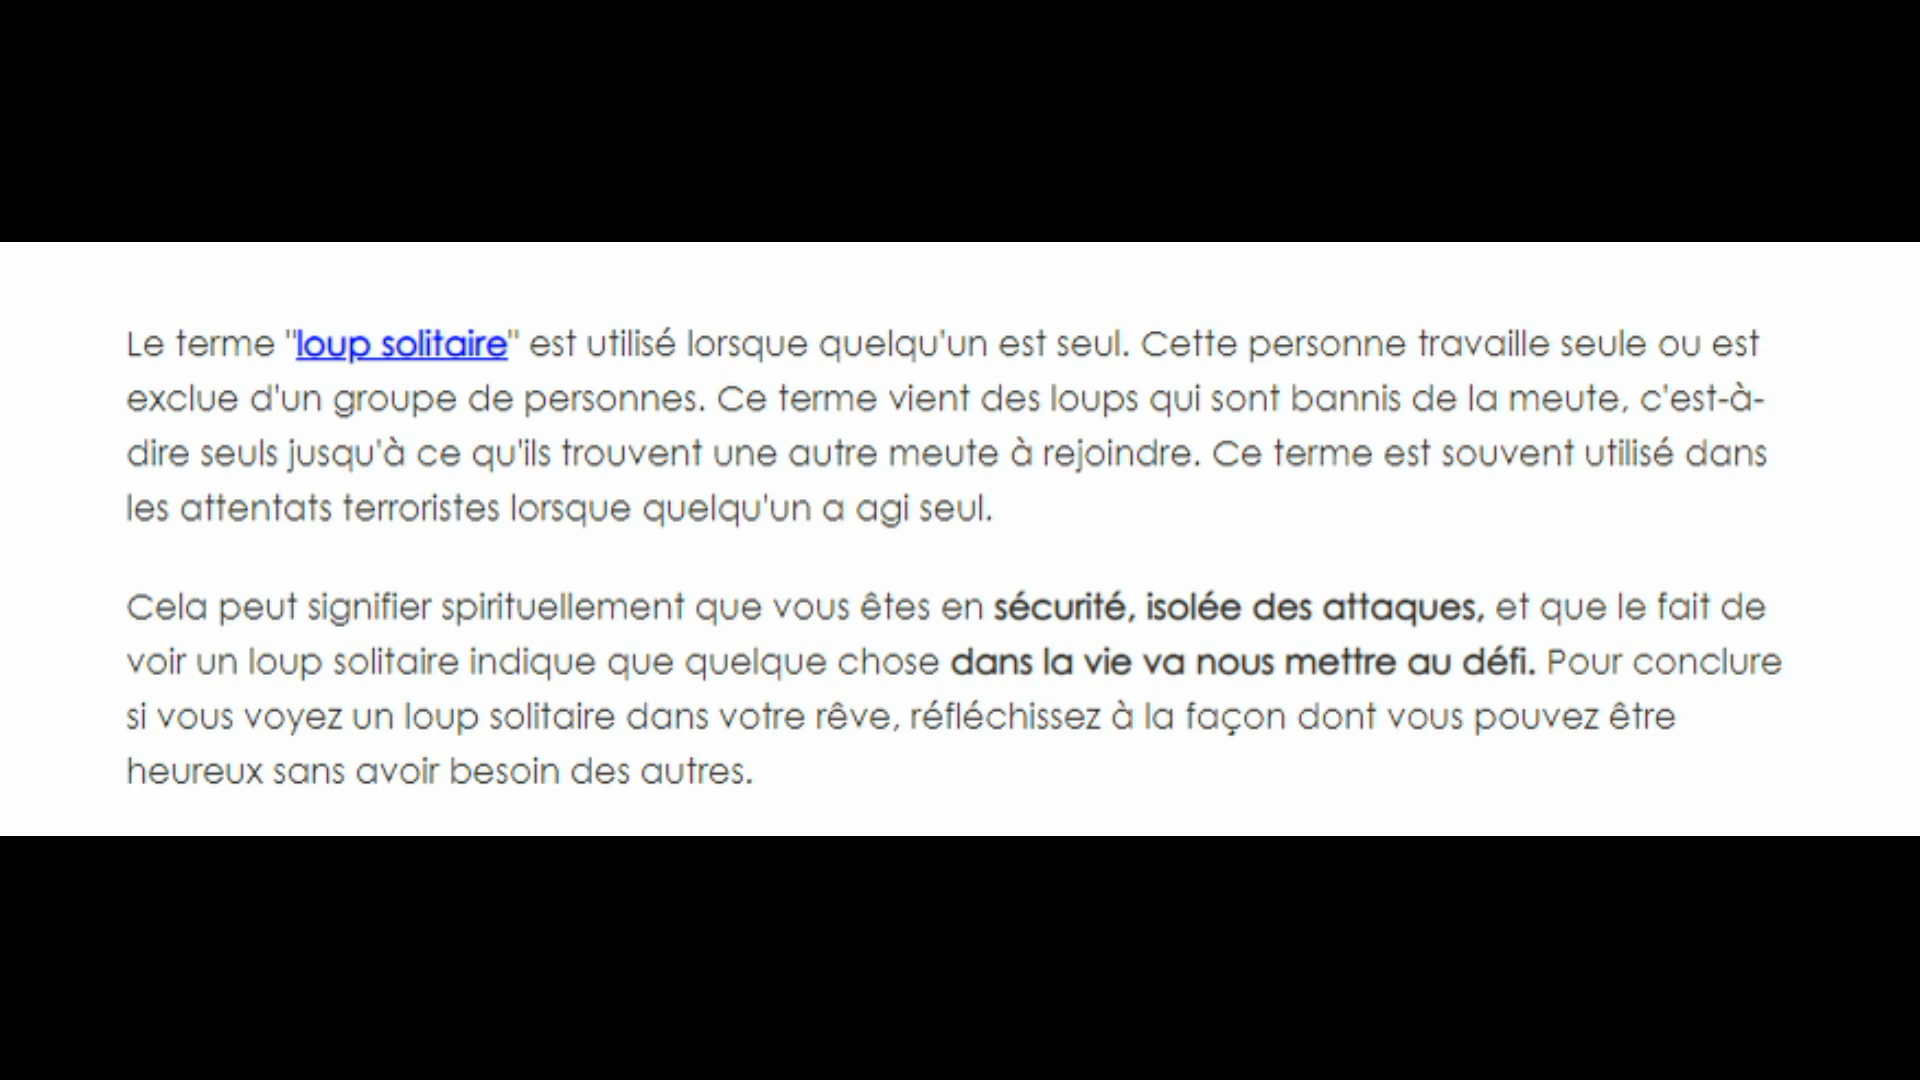 Le terme "loup solitaire" est utilisé lorsque quelqu'un est seul. Cette personne travaille seule ou est
exclue d'un groupe de personnes. Ce terme vient des loups qui sont bannis de la meute, c'est-à-
dire seuls jusqu'à ce qu'ils trouvent une autre meute à rejoindre. Ce terme est souvent utilisé dans
les attentats terroristes lorsque quelqu'un a agi seul.
Cela peut signifier spirituellement que vous êtes en sécurité, isolée des attaques, et que le fait de
voir un loup solitaire indique que quelque chose dans la vie va nous mettre au défi. Pour conclure
si vous voyez un loup solitaire dans votre rêve, réfléchissez à la façon dont vous pouvez être
heureux sans avoir besoin des autres.